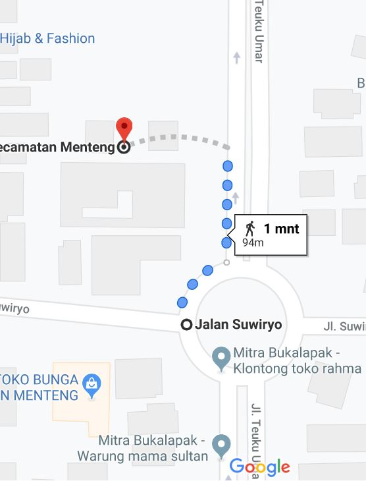 Teuku Umar
Hijab & Fashion
B
ecamatan Menteng
1 mnt
94m
uwiryo
Jalan Suwiryo
Jl. Suwi
Mitra Bukalapak -
Klontong toko rahma
TOKO BUNGA
N MENTENG
Jl. Teuku Uma
Mitra Bukalapak -
Warung mama sultan
Google